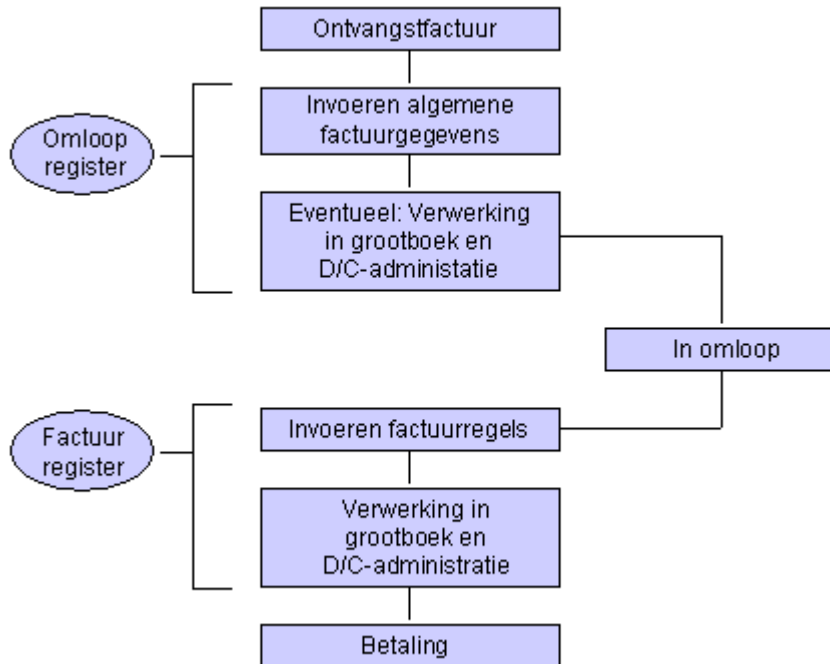 Ontvangstfactuur
Invoeren algemene
factuurgegevens
Omloop
register
Eventueel: Verwerking
in grootboek en
D/C-administatie
In omloop
Invoeren factuurregels
Factuur
register
Verwerking in
grootboek en
D/C-administratie
Betaling